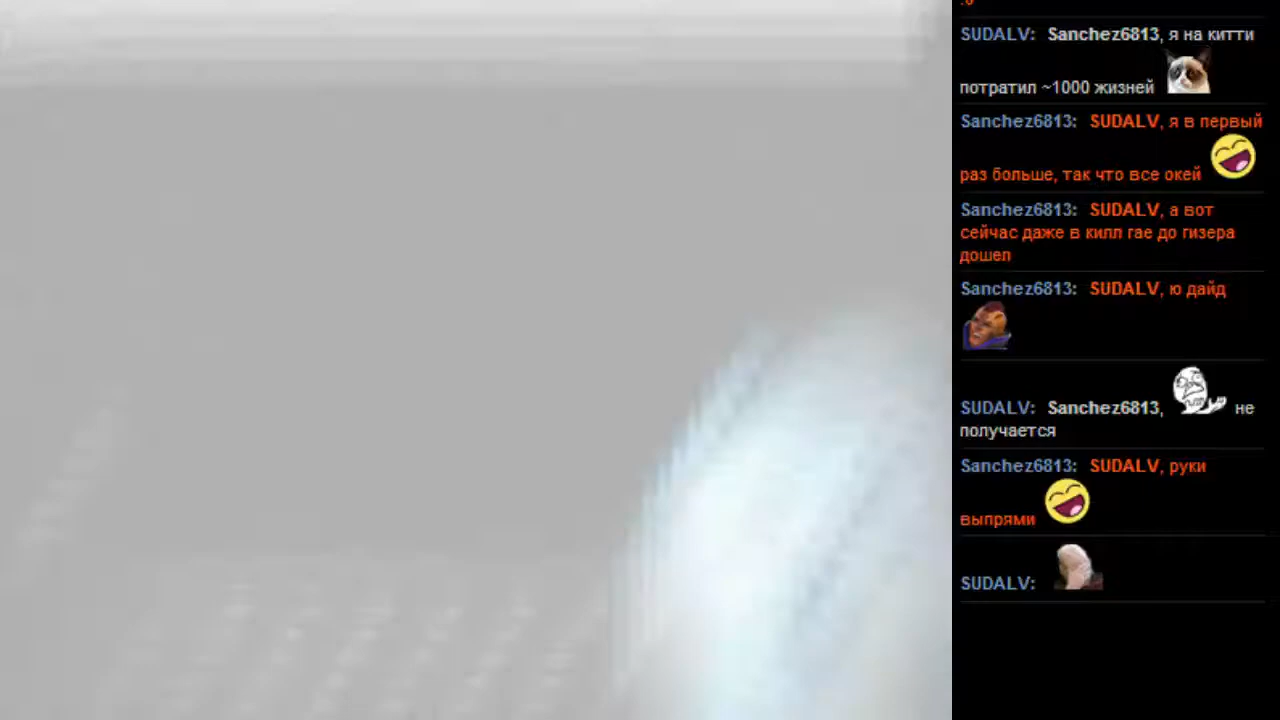 SUDALV: Sanchez6813, я на китти
потратил ~1000 жизней
Sanchez6813: SUDALV, я в первый
раз больше, так что все окей
Sanchez6813: SUDALV, а вот
сейчас даже в килл гае до гизера
дошел
Sanchez6813: SUDALV, ю дайд
SUDALV: Sanchez6813, не
получается
Sanchez6813: SUDALV, руки
выпрями
SUDALV: